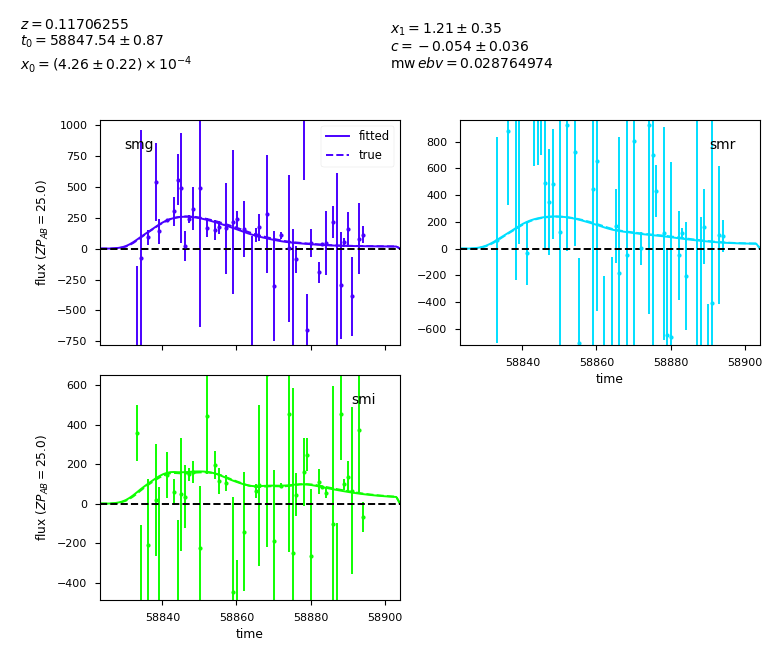 z = 0.11706255
t₀ = 58847.54 ± 0.87
x₀ = (4.26 ± 0.22) × 10⁻⁴
x₁ = 1.21 ± 0.35
c = −0.054 ± 0.036
mw ebv = 0.028764974
smg
fitted
true
1000
750
500
250
0
−250
−500
−750
flux (ZP_AB = 25.0)
smr
800
600
400
200
0
−200
−400
−600
58840 58860 58880 58900
time
smi
600
400
200
0
−200
−400
flux (ZP_AB = 25.0)
58840 58860 58880 58900
time